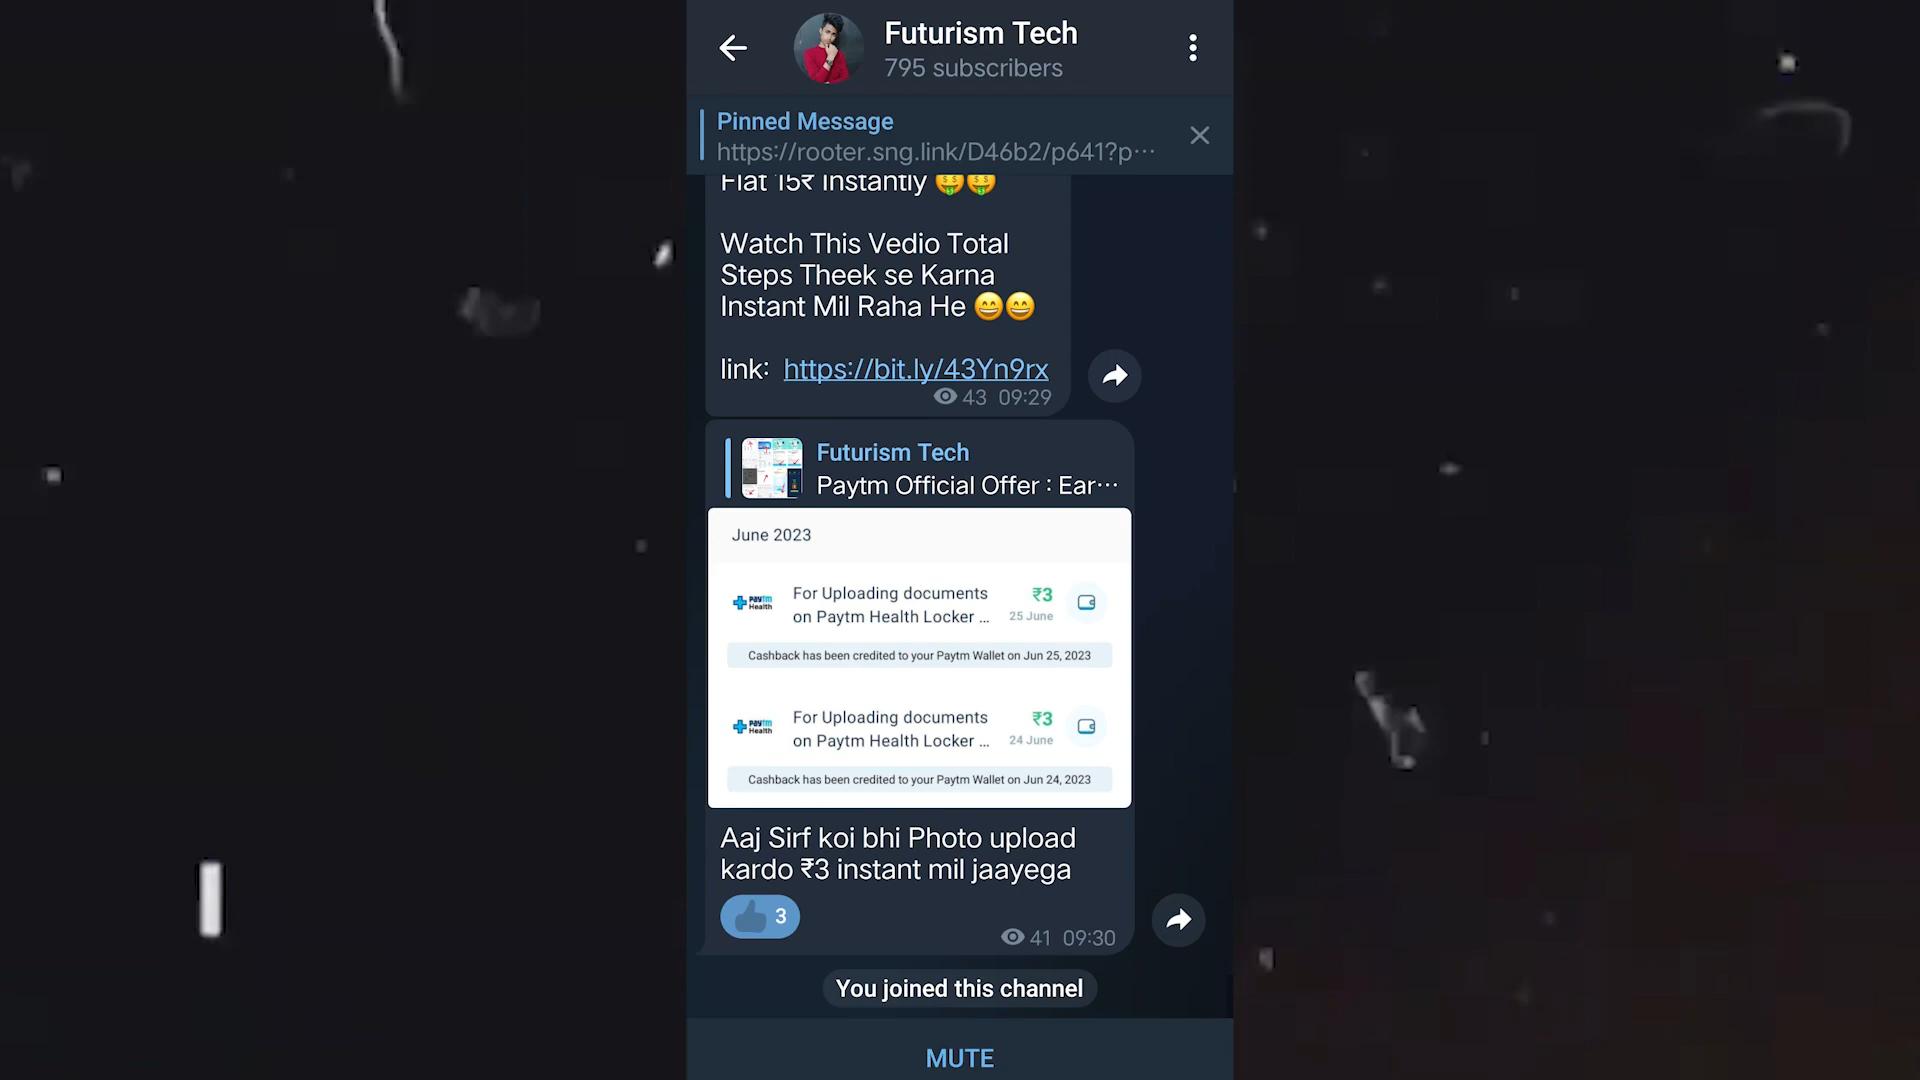 Futurism Tech
795 subscribers
Pinned Message
https://rooter.sng.link/D46b2/p641?p...
Flat 15₹ Instantly 🤑🤑
Watch This Vedio Total
Steps Theek se Karna
Instant Mil Raha He 😄😄
link: https://bit.ly/43Yn9rx
43 09:29
Futurism Tech
Paytm Official Offer : Ear...
June 2023
paytm Health
For Uploading documents
on Paytm Health Locker ...
₹3
25 June
Cashback has been credited to your Paytm Wallet on Jun 25, 2023
paytm Health
For Uploading documents
on Paytm Health Locker ...
₹3
24 June
Cashback has been credited to your Paytm Wallet on Jun 24, 2023
Aaj Sirf koi bhi Photo upload
kardo ₹3 instant mil jaayega
👍 3
41 09:30
You joined this channel
MUTE